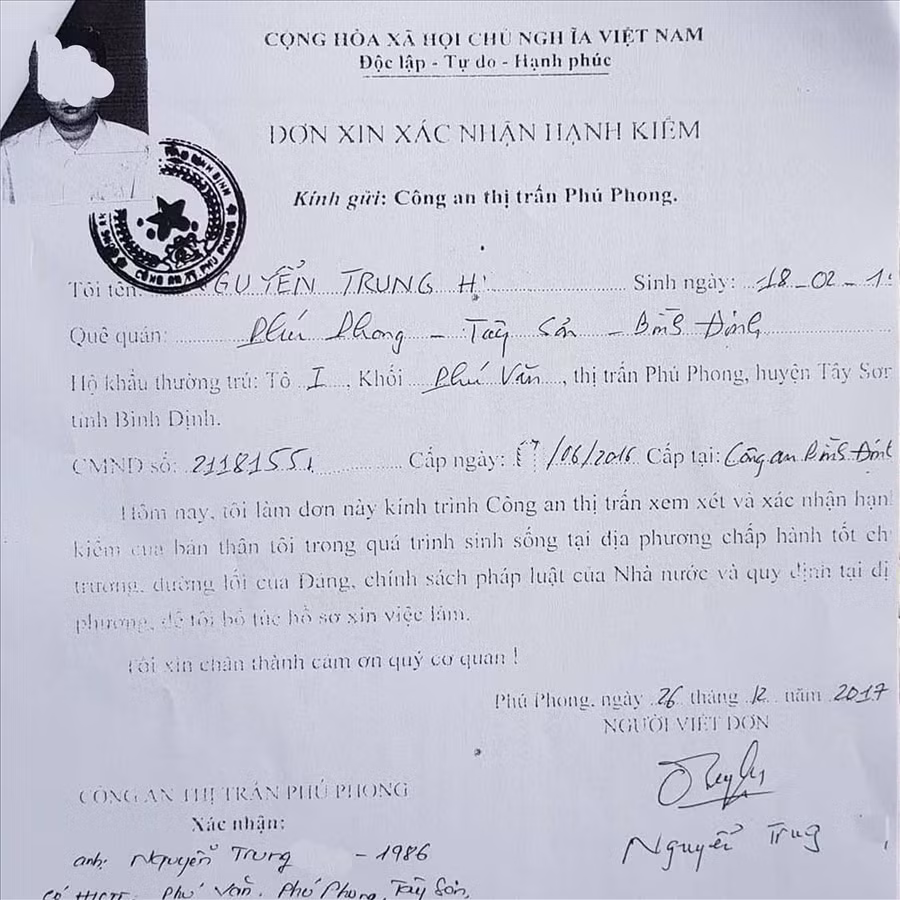 CỘNG HÒA XÃ HỘI CHỦ NGHĨA VIỆT NAM
Độc lập - Tự do - Hạnh phúc
ĐƠN XIN XÁC NHẬN HẠNH KIỂM
Kính gửi: Công an thị trấn Phú Phong.
Tôi tên: NGUYỄN TRUNG H Sinh ngày: 18-02-1
Quê quán: Phú Phong - Tây Sơn - Bình Định
Hộ khẩu thường trú: Tổ I, Khối Phú Văn, thị trấn Phú Phong, huyện Tây Sơn
tỉnh Bình Định.
CMND số: 21181551 Cấp ngày: 17/06/2016 Cấp tại: Công an Bình Định
Hôm nay, tôi làm đơn này kính trình Công an thị trấn xem xét và xác nhận hạnh
kiểm của bản thân tôi trong quá trình sinh sống tại địa phương chấp hành tốt ch
trương, đường lối của Đảng, chính sách pháp luật của Nhà nước và quy định tại đị
phương, để tôi bổ túc hồ sơ xin việc làm.
Tôi xin chân thành cảm ơn quý cơ quan !
Phú Phong, ngày 26 tháng 12 năm 2017
NGƯỜI VIẾT ĐƠN
Nguyễn Trung
CÔNG AN THỊ TRẤN PHÚ PHONG
Xác nhận:
anh: Nguyễn Trung - 1986
có HKTT: Phú Văn, Phú Phong, Tây Sơn,